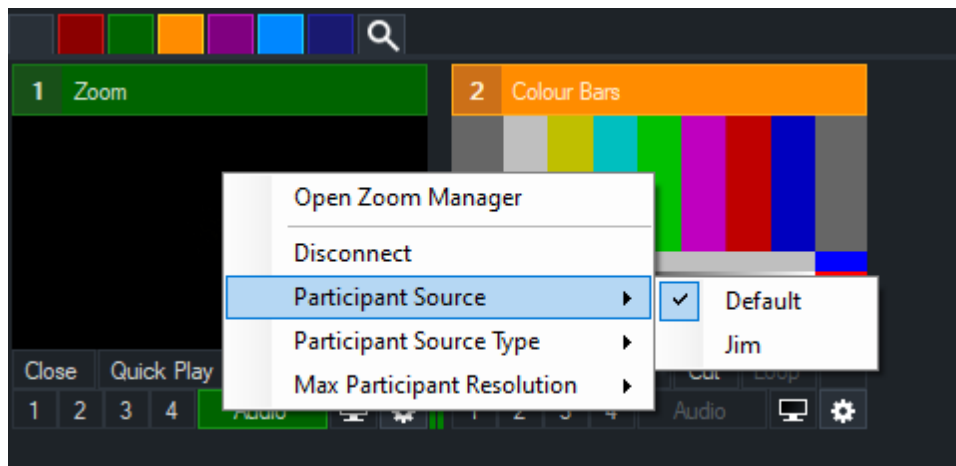 1 Zoom
2 Colour Bars
Open Zoom Manager
Disconnect
Participant Source
Default
Participant Source Type
Jim
Max Participant Resolution
Close Quick Play
Cut Loop
1 2 3 4 Audio
1 2 3 4 Audio